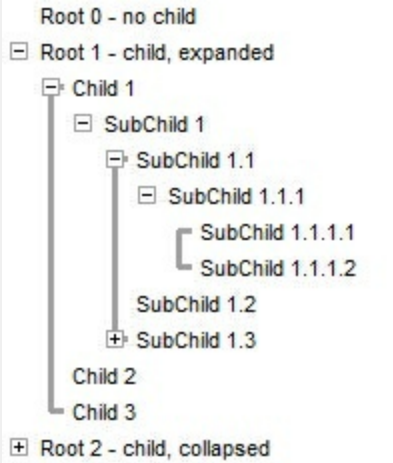 Root 0 - no child
Root 1 - child, expanded
Child 1
SubChild 1
SubChild 1.1
SubChild 1.1.1
SubChild 1.1.1.1
SubChild 1.1.1.2
SubChild 1.2
SubChild 1.3
Child 2
Child 3
Root 2 - child, collapsed